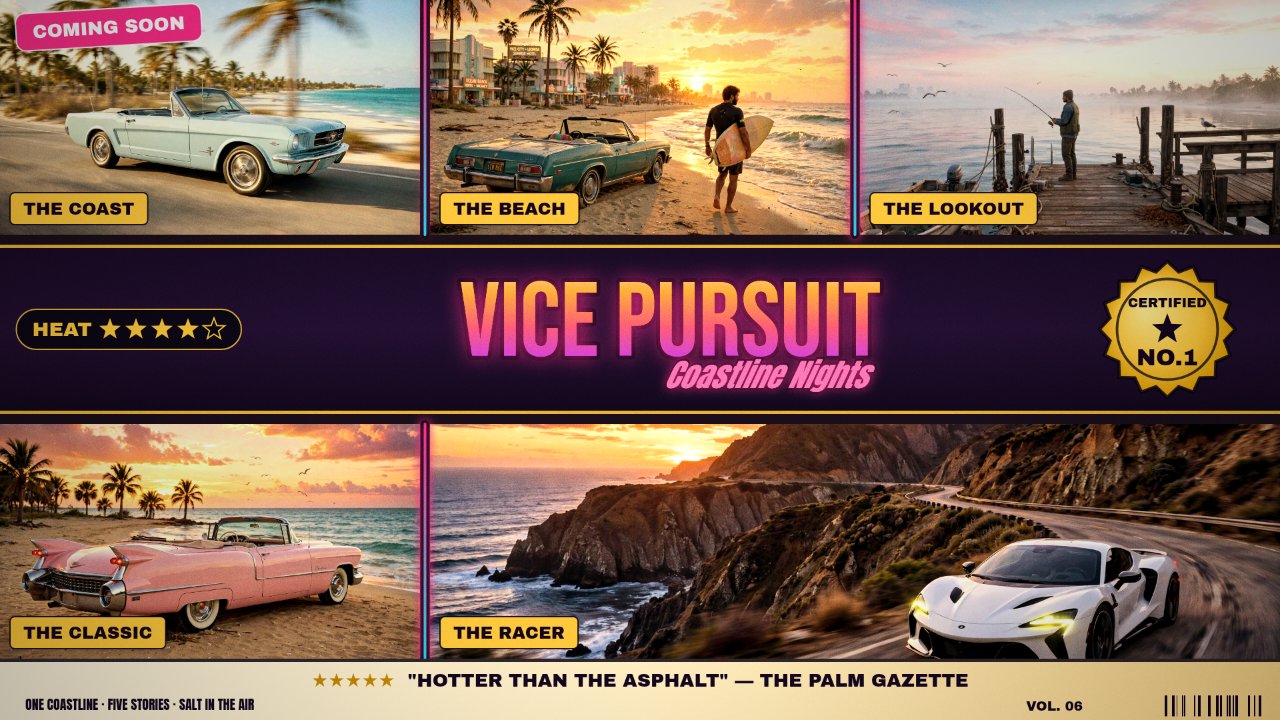 COMING SOON
THE COAST
THE BEACH
THE LOOKOUT
HEAT ★★★★☆
VICE PURSUIT
Coastline Nights
CERTIFIED
★
NO.1
THE CLASSIC
THE RACER
★★★★★ "HOTTER THAN THE ASPHALT" — THE PALM GAZETTE
ONE COASTLINE · FIVE STORIES · SALT IN THE AIR
VOL. 06